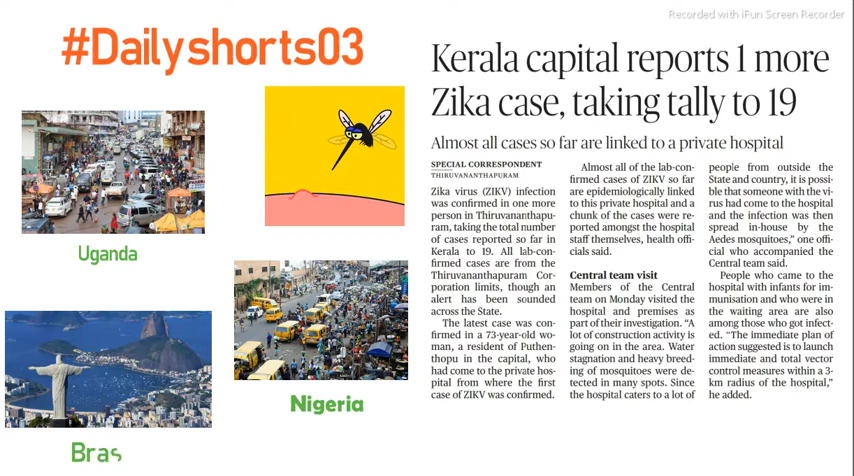 Recorded with iFun Screen Recorder
#Dailyshorts03
Uganda
Nigeria
Bras
Kerala capital reports 1 more
Zika case, taking tally to 19
Almost all cases so far are linked to a private hospital
SPECIAL CORRESPONDENT
THIRUVANANTHAPURAM
Zika virus (ZIKV) infection
was confirmed in one more
person in Thiruvananthapu-
ram, taking the total number
of cases reported so far in
Kerala to 19. All lab-con-
firmed cases are from the
Thiruvananthapuram Cor-
poration limits, though an
alert has been sounded
across the State.
The latest case was con-
firmed in a 73-year-old wo-
man, a resident of Puthen-
thopu in the capital, who
had come to the private hos-
pital from where the first
case of ZIKV was confirmed.
Almost all of the lab-con-
firmed cases of ZIKV so far
are epidemiologically linked
to this private hospital and a
chunk of the cases were re-
ported amongst the hospital
staff themselves, health offi-
cials said.
Central team visit
Members of the Central
team on Monday visited the
hospital and premises as
part of their investigation. “A
lot of construction activity is
going on in the area. Water
stagnation and heavy breed-
ing of mosquitoes were de-
tected in many spots. Since
the hospital caters to a lot of
people from outside the
State and country, it is possi-
ble that someone with the vi-
rus had come to the hospital
and the infection was then
spread in-house by the
Aedes mosquitoes,” one offi-
cial who accompanied the
Central team said.
People who came to the
hospital with infants for im-
munisation and who were in
the waiting area are also
among those who got infect-
ed. “The immediate plan of
action suggested is to launch
immediate and total vector
control measures within a 3-
km radius of the hospital,”
he added.